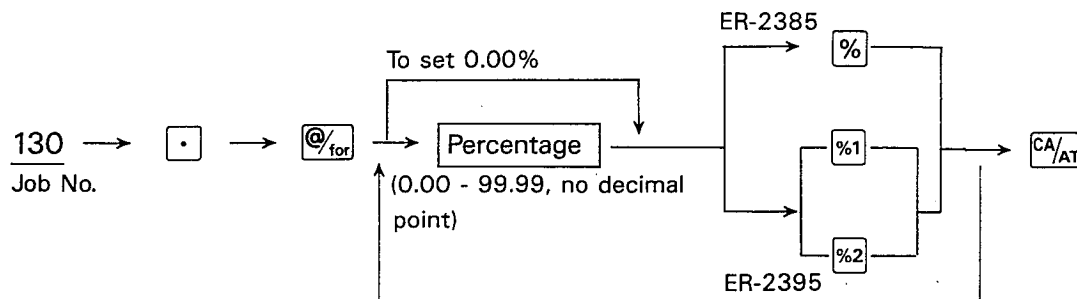 ER-2385
%
To set 0.00%
130
Job No.
•
@/for
Percentage
(0.00 - 99.99, no decimal
point)
%1
%2
CA/AT
ER-2395